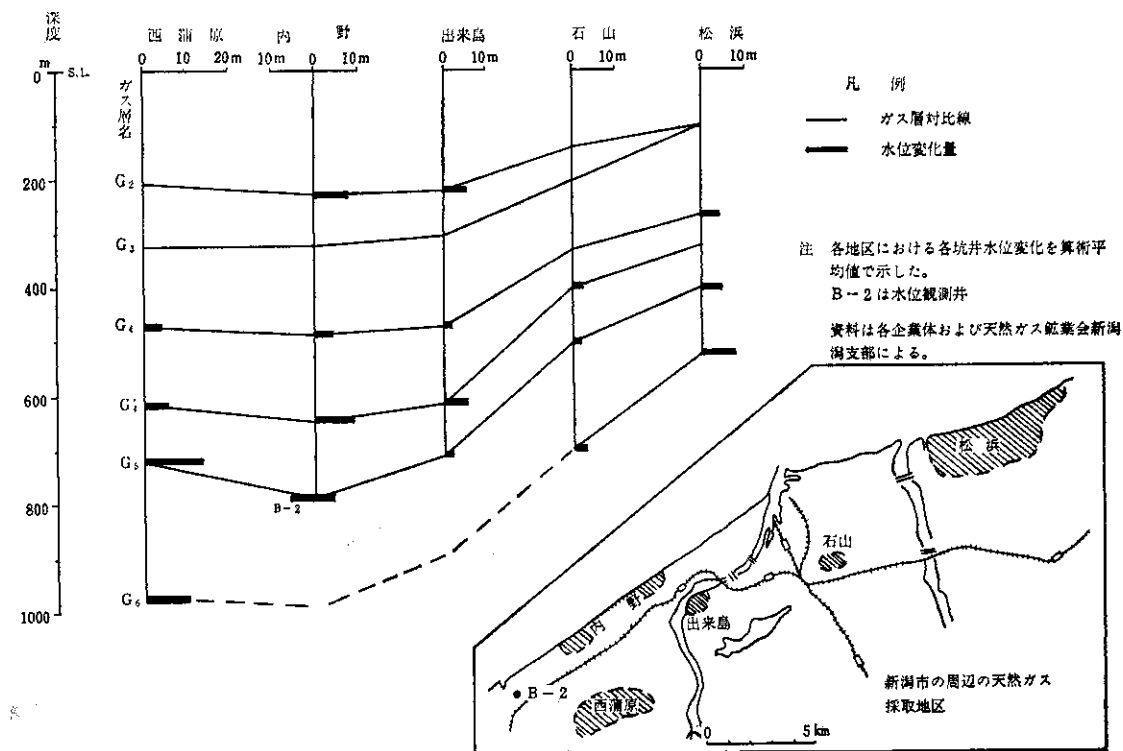 深度
m
0
200
400
600
800
1000
S.L.
西蒲原
0 10 20m
内野
10m 0 10m
出来島
0 10m
石山
0 10m
松浜
0 10m
ガス層名
G2
G3
G4
G5
B-2
G6
凡例
ガス層対比線
水位変化量
注 各地区における各坑井水位変化を算術平
均値で示した。
B-2は水位観測井
資料は各企業体および天然ガス鉱業会新潟
潟支部による。
松浜
石山
内野
出来島
B-2
西蒲原
新潟市の周辺の天然ガス
採取地区
0 5km